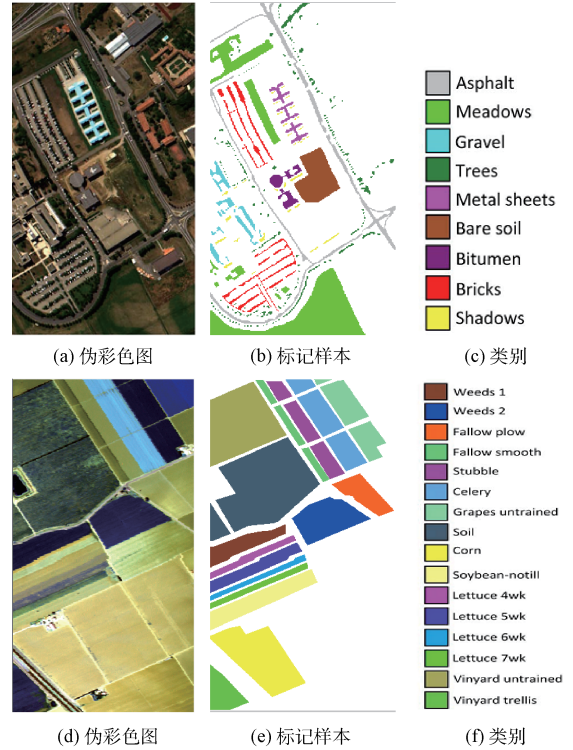 Asphalt
Meadows
Gravel
Trees
Metal sheets
Bare soil
Bitumen
Bricks
Shadows
(a) 伪彩色图
(b) 标记样本
(c) 类别
Weeds 1
Weeds 2
Fallow plow
Fallow smooth
Stubble
Celery
Grapes untrained
Soil
Corn
Soybean-notill
Lettuce 4wk
Lettuce 5wk
Lettuce 6wk
Lettuce 7wk
Vinyard untrained
Vinyard trellis
(d) 伪彩色图
(e) 标记样本
(f) 类别